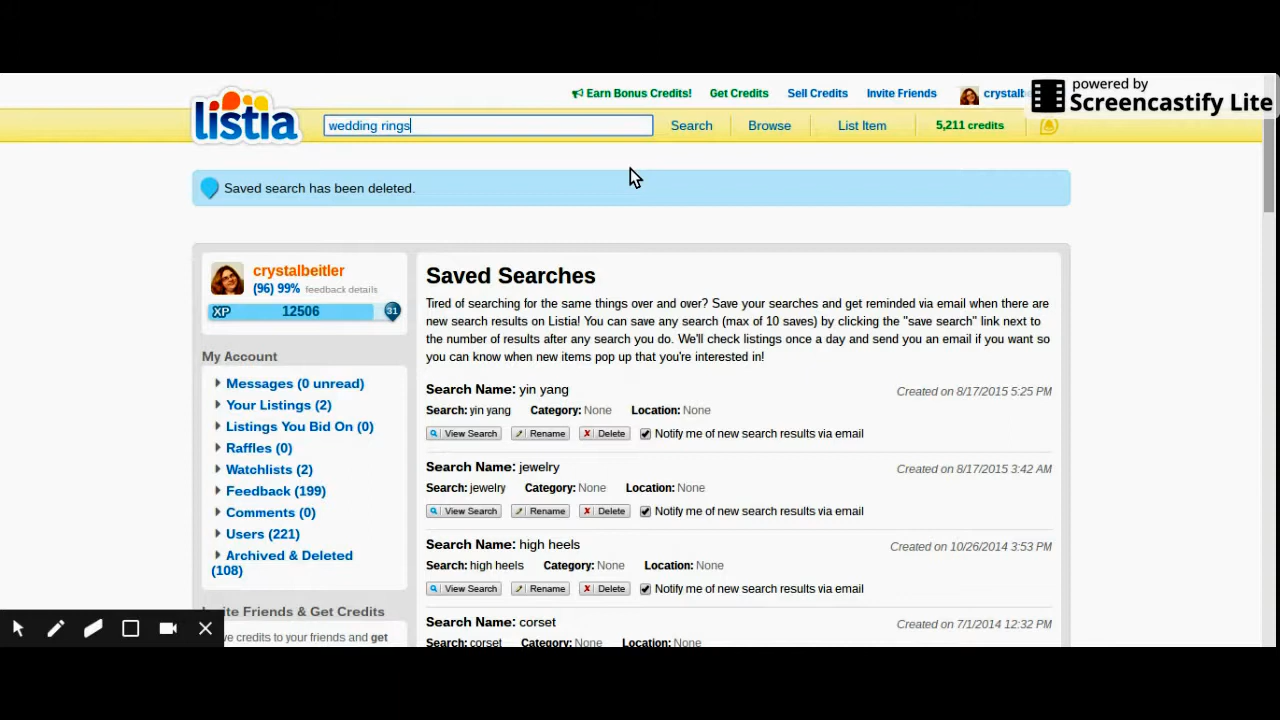 powered by
Screencastify Lite
Earn Bonus Credits! Get Credits Sell Credits Invite Friends crystalb
listia
wedding rings Search Browse List Item 5,211 credits
Saved search has been deleted.
crystalbeitler
(96) 99% feedback details
XP 12506 31
My Account
Messages (0 unread)
Your Listings (2)
Listings You Bid On (0)
Raffles (0)
Watchlists (2)
Feedback (199)
Comments (0)
Users (221)
Archived & Deleted
(108)
Invite Friends & Get Credits
ve credits to your friends and get
Saved Searches
Tired of searching for the same things over and over? Save your searches and get reminded via email when there are
new search results on Listia! You can save any search (max of 10 saves) by clicking the "save search" link next to
the number of results after any search you do. We'll check listings once a day and send you an email if you want so
you can know when new items pop up that you're interested in!
Search Name: yin yang Created on 8/17/2015 5:25 PM
Search: yin yang Category: None Location: None
View Search Rename Delete Notify me of new search results via email
Search Name: jewelry Created on 8/17/2015 3:42 AM
Search: jewelry Category: None Location: None
View Search Rename Delete Notify me of new search results via email
Search Name: high heels Created on 10/26/2014 3:53 PM
Search: high heels Category: None Location: None
View Search Rename Delete Notify me of new search results via email
Search Name: corset Created on 7/1/2014 12:32 PM
Search: corset Category: None Location: None